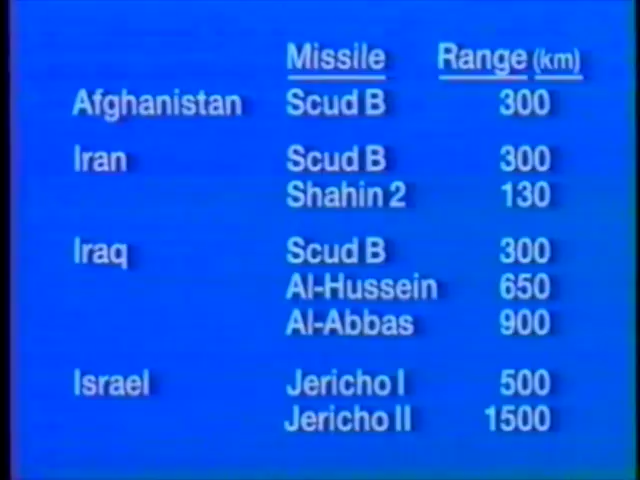 Missile Range (km)
Afghanistan Scud B 300
Iran Scud B 300
Shahin 2 130
Iraq Scud B 300
Al-Hussein 650
Al-Abbas 900
Israel Jericho I 500
Jericho II 1500